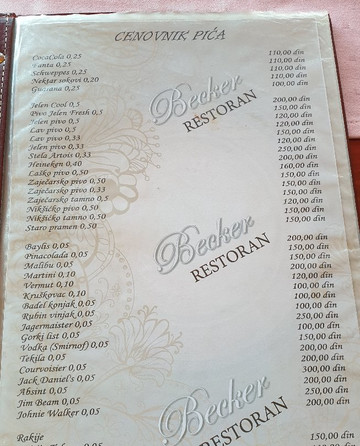 CENOVNIK PIĆA
CocaCola 0,25 110,00 din
Fanta 0,25 110,00 din
Schweppes 0,25 110,00 din
Nektar sokovi 0,20 110,00 din
Guarana 0,25 100,00 din
Becker
RESTORAN
Jelen Cool 0,5 200,00 din
Pivo Jelen Fresh 0,5 150,00 din
Jelen pivo 0,5 120,00 din
Lav pivo 0,5 120,00 din
Lav pivo 0,33 150,00 din
Jelen pivo 0,33 120,00 din
Stela Artois 0,33 250,00 din
Heineken 0,40 200,00 din
Laško pivo 0,50 160,00 din
Zaječarsko pivo 0,50 150,00 din
Zaječarsko pivo 0,33 150,00 din
Zaječarsko tamno 0,5 120,00 din
Nikšićko pivo 0,50 150,00 din
Nikšićko tamno 0,50 150,00 din
Staro pramen 0,50 150,00 din
Becker
RESTORAN
Baylis 0,05 200,00 din
Pinacolada 0,05 150,00 din
Malibu 0,05 200,00 din
Martini 0,10 120,00 din
Vermut 0,10 150,00 din
Kruškovac 0,10 150,00 din
Badel konjak 0,05 100,00 din
Rubin vinjak 0,05 100,00 din
Jagermaister 0,05 250,00 din
Gorki list 0,05 100,00 din
Vodka (Smirnof) 0,05 150,00 din
Tekila 0,05 200,00 din
Courvoisier 0,05 200,00 din
Jack Daniel's 0,05 300,00 din
Absint 0,05 200,00 din
Jim Beam 0,05 250,00 din
Johnie Walker 0,05 200,00 din
Becker
RESTORAN
Rakije 150,00 din